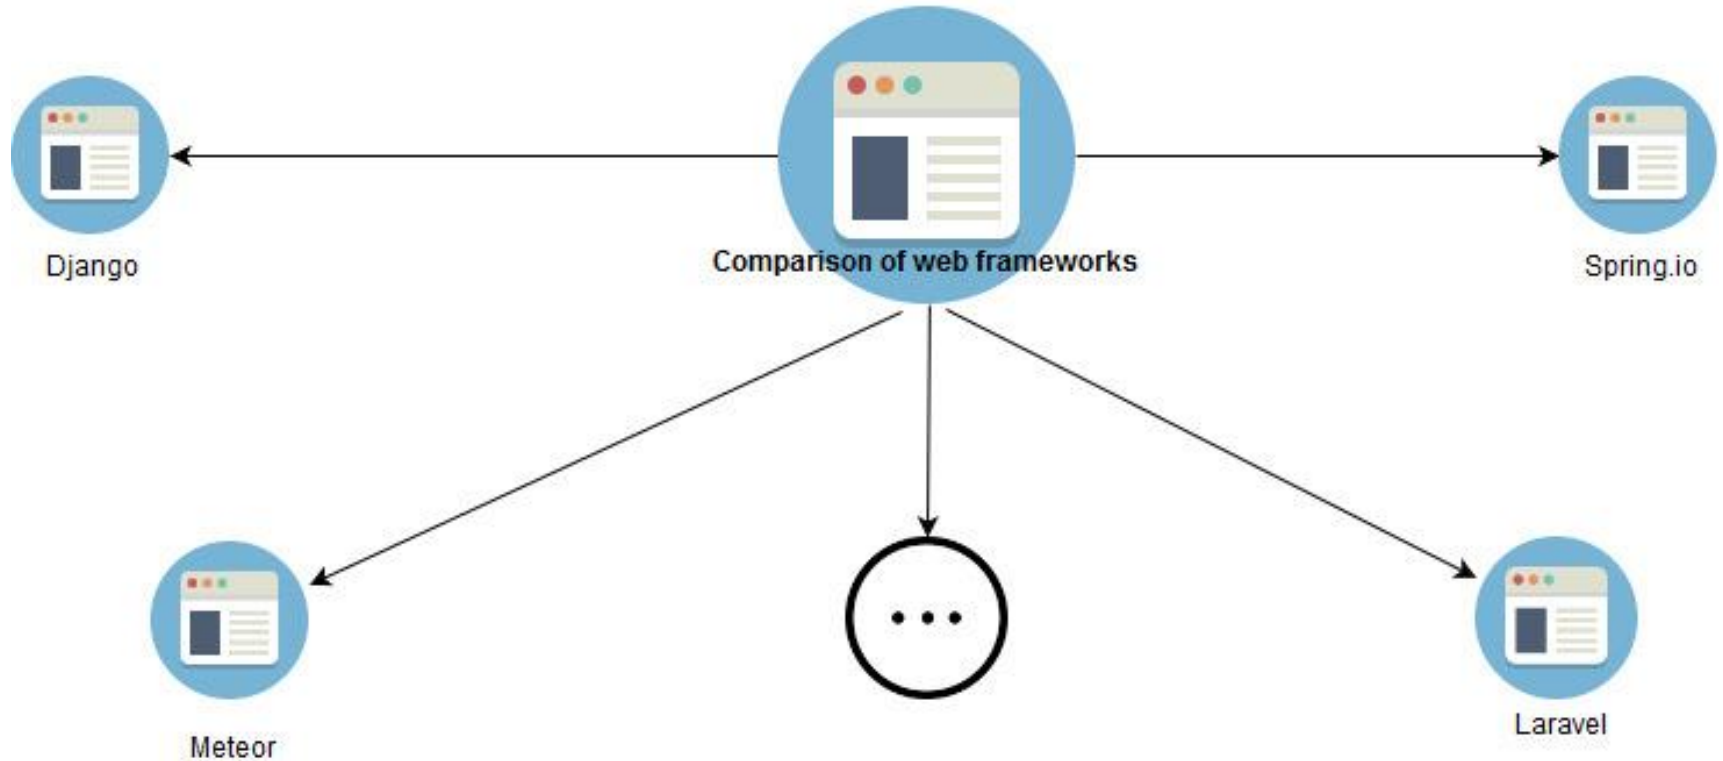 Comparison of web frameworks
Django
Spring.io
Meteor
Laravel